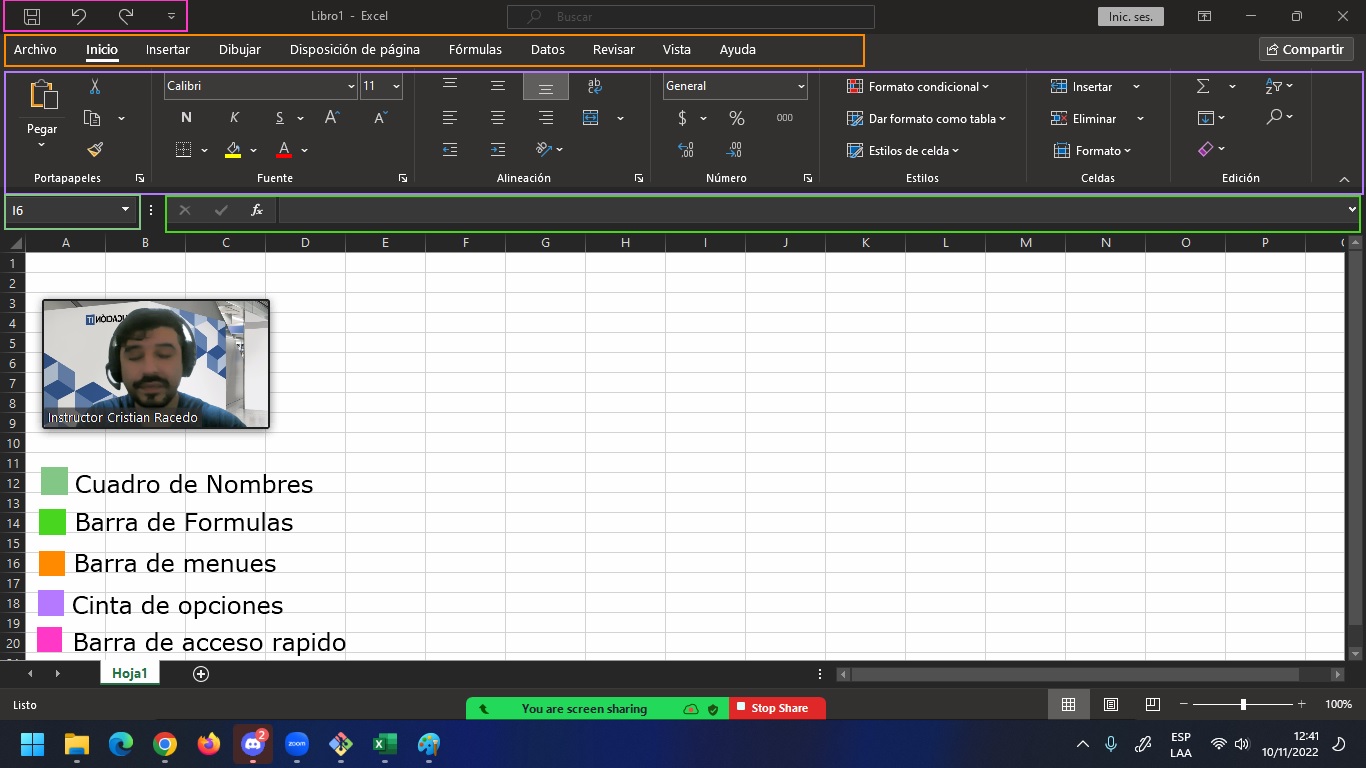 Libro1 - Excel
Buscar
Inic. ses.
Archivo Inicio Insertar Dibujar Disposición de página Fórmulas Datos Revisar Vista Ayuda
Compartir
Calibri 11 General
Formato condicional Insertar
Pegar
Dar formato como tabla Eliminar
Estilos de celda Formato
N K S A A $ % 000
Portapapeles Fuente Alineación Número Estilos Celdas Edición
I6 fx
A B C D E F G H I J K L M N O P
1
2
3
4
5
6
7
8
9
10
11
12
13
14
15
16
17
18
19
20
Instructor Cristian Racedo
Cuadro de Nombres
Barra de Formulas
Barra de menues
Cinta de opciones
Barra de acceso rapido
Hoja1
Listo
You are screen sharing Stop Share
100%
2
zoom
ESP
LAA
12:41
10/11/2022